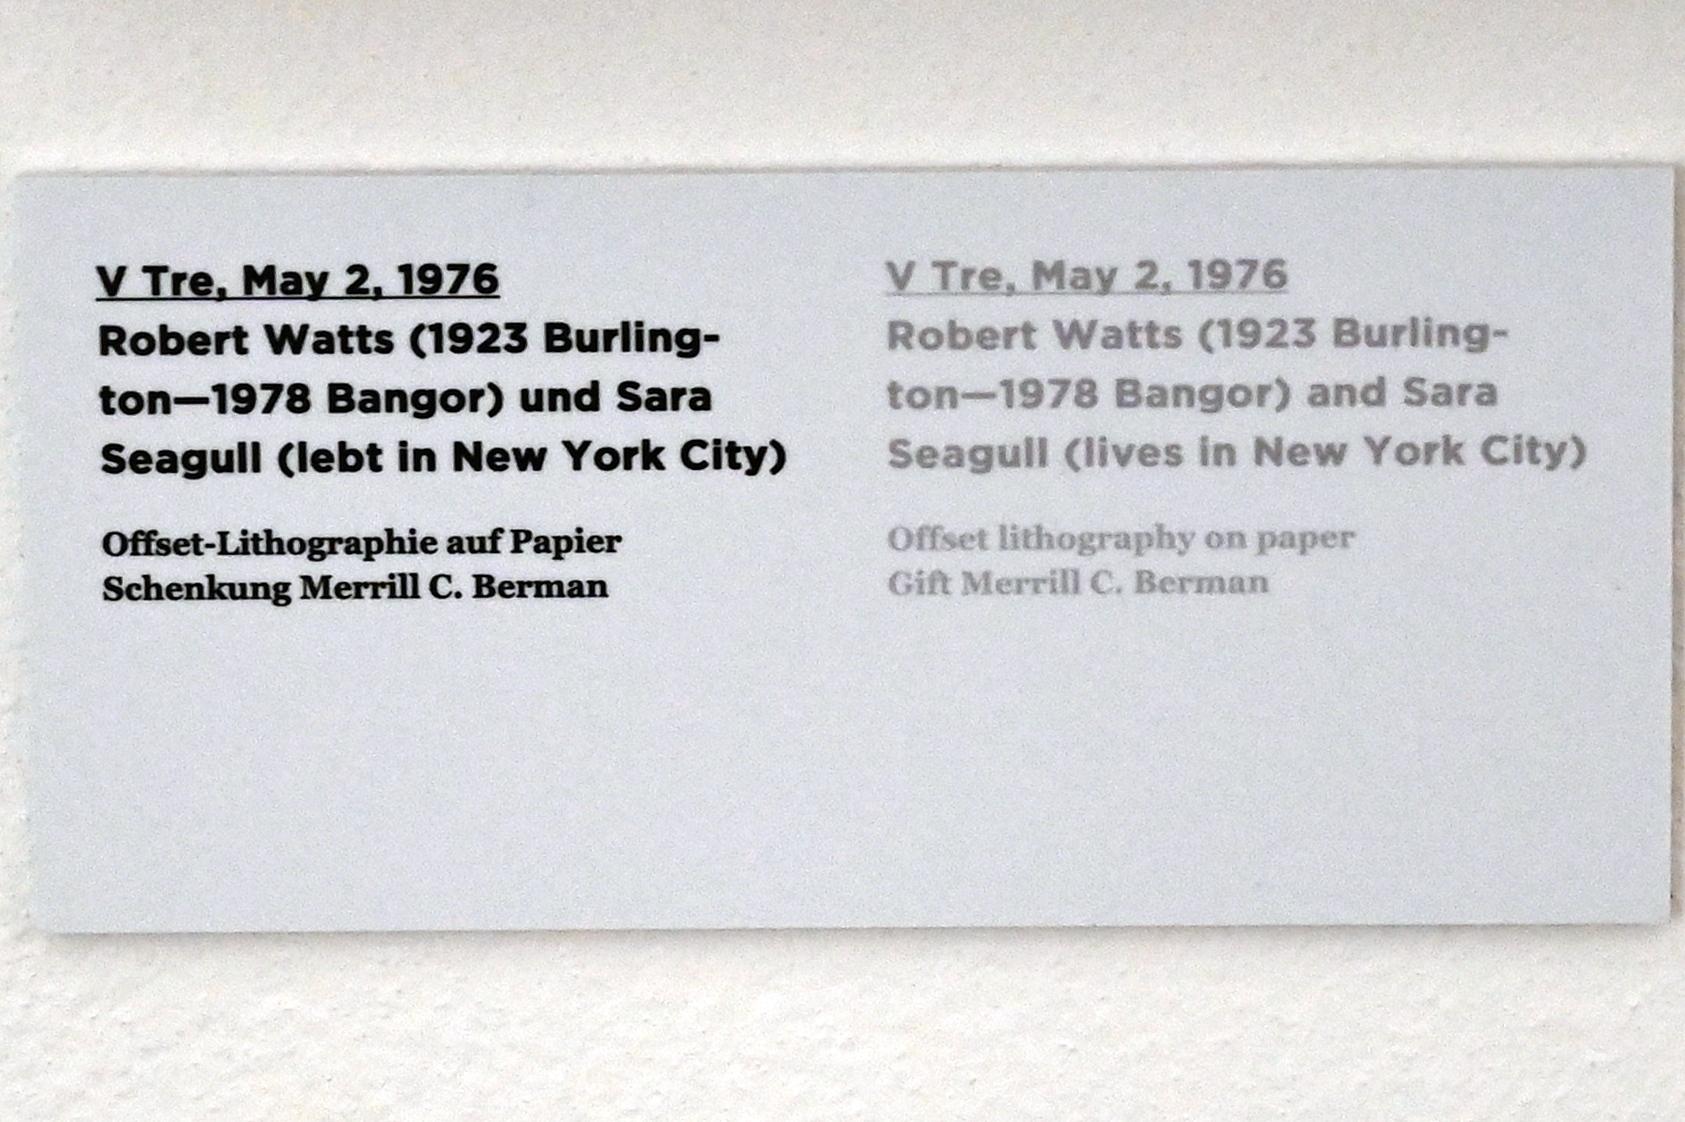 V Tre, May 2, 1976
Robert Watts (1923 Burling-
ton—1978 Bangor) und Sara
Seagull (lebt in New York City)
Offset-Lithographie auf Papier
Schenkung Merrill C. Berman
V Tre, May 2, 1976
Robert Watts (1923 Burling-
ton—1978 Bangor) and Sara
Seagull (lives in New York City)
Offset lithography on paper
Gift Merrill C. Berman